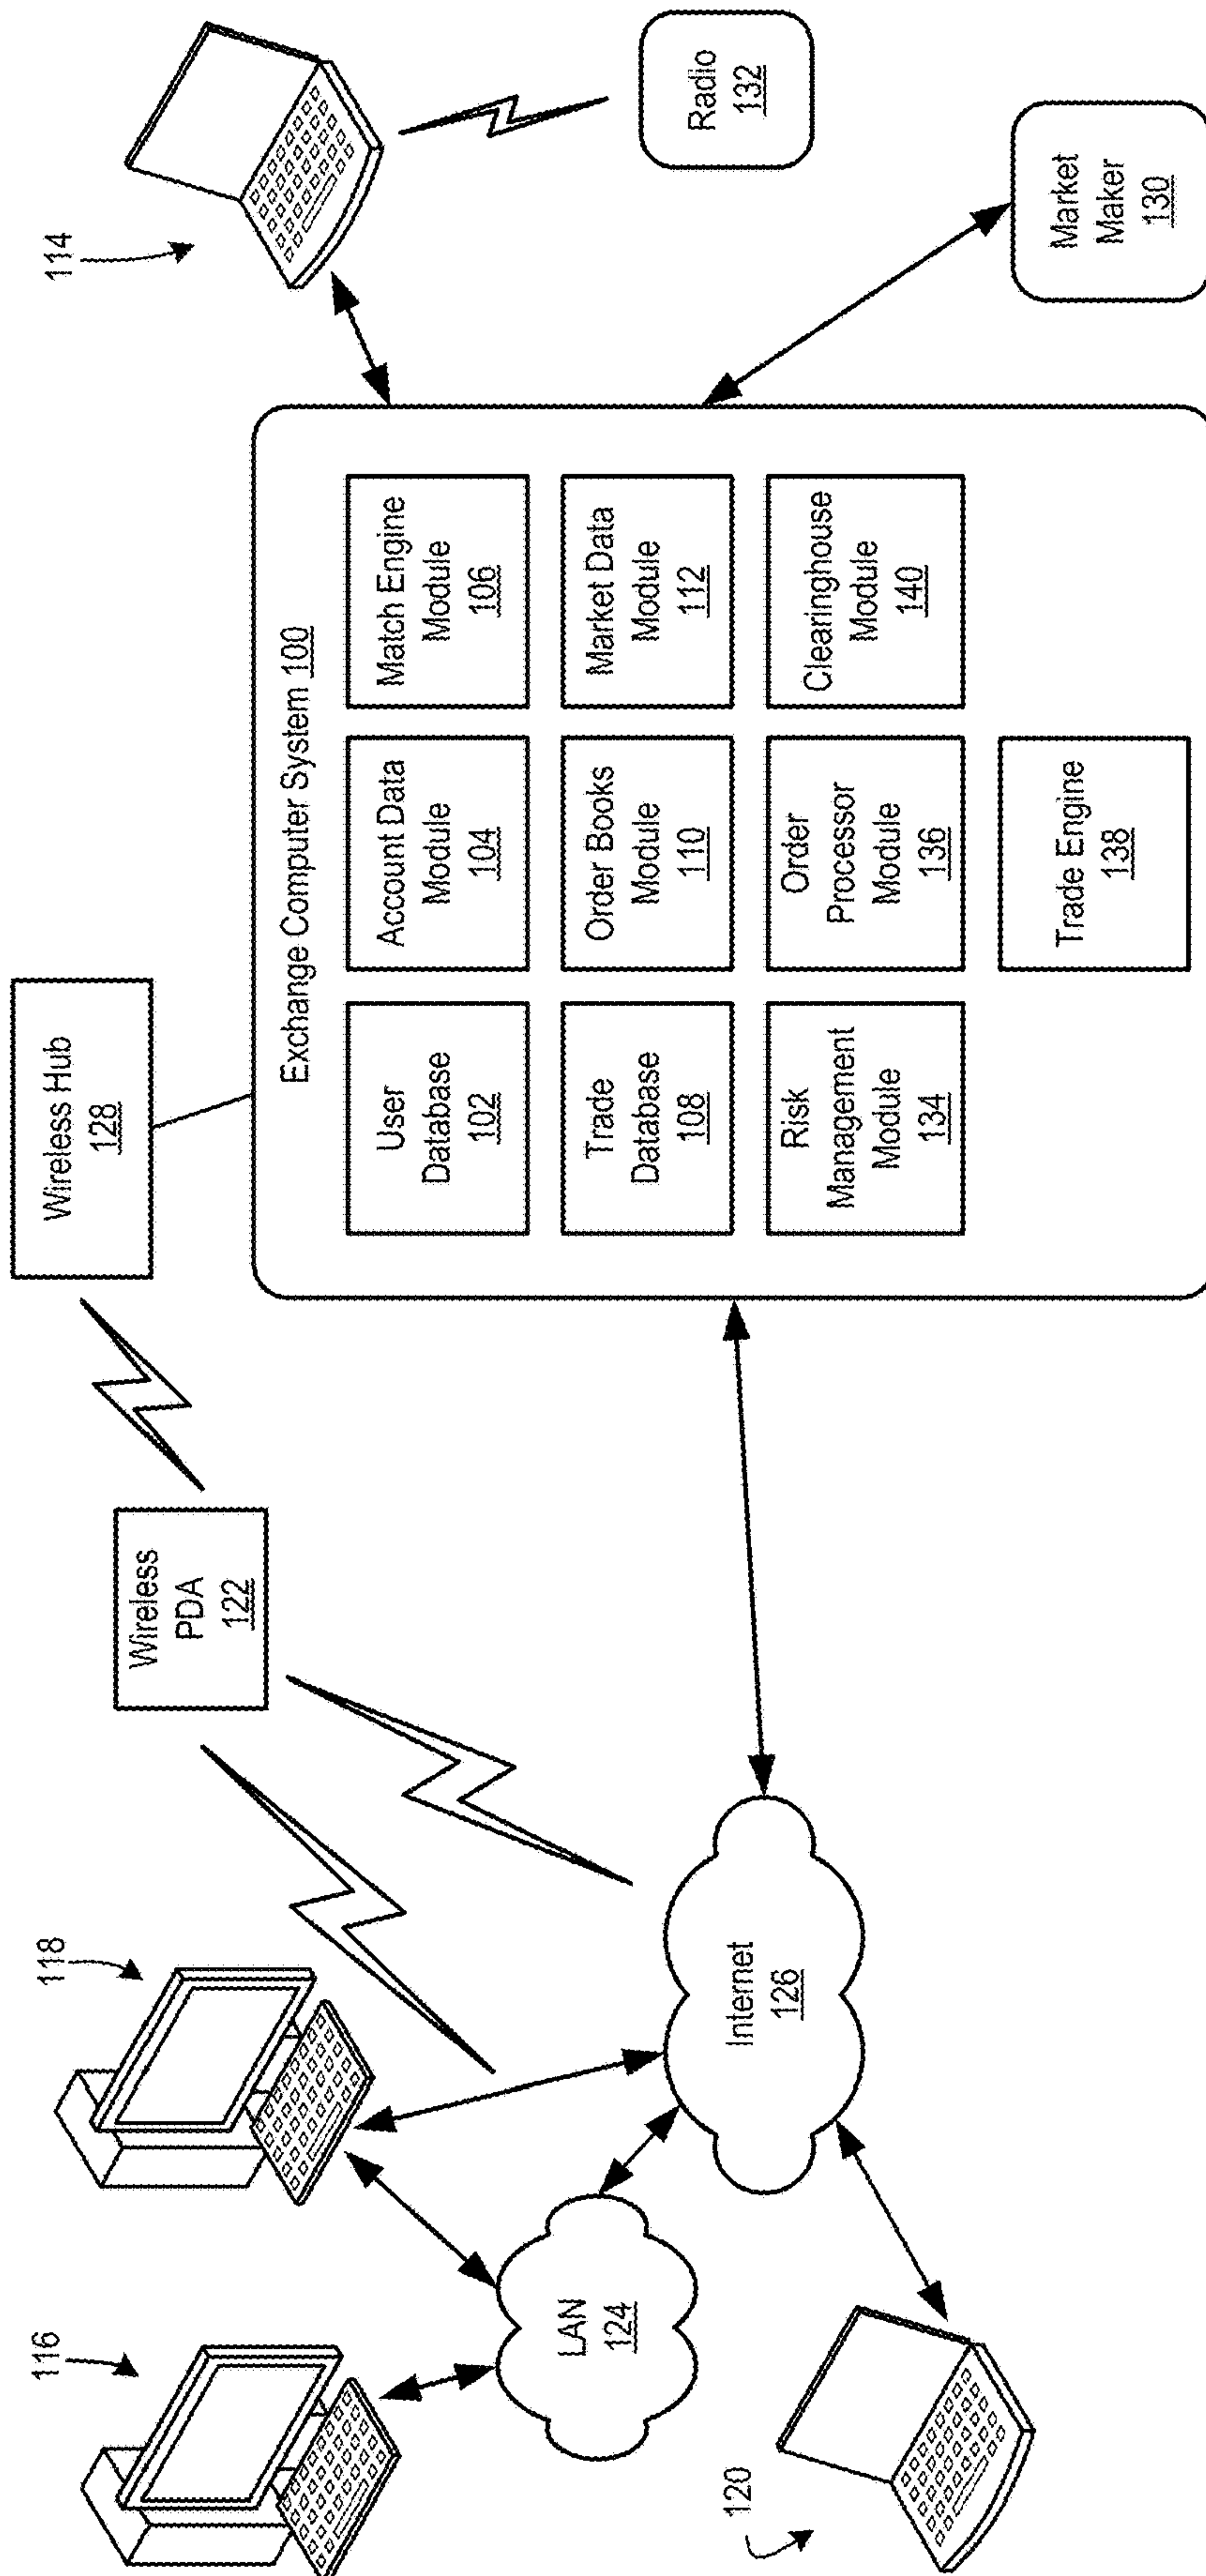 116
118
LAN
124
120
Internet
126
Wireless
PDA
122
Wireless Hub
128
Exchange Computer System 100
User
Database
102
Account Data
Module
104
Match Engine
Module
106
Trade
Database
108
Order Books
Module
110
Market Data
Module
112
Risk
Management
Module
134
Order
Processor
Module
136
Clearinghouse
Module
140
Trade Engine
138
114
Radio
132
Market
Maker
130